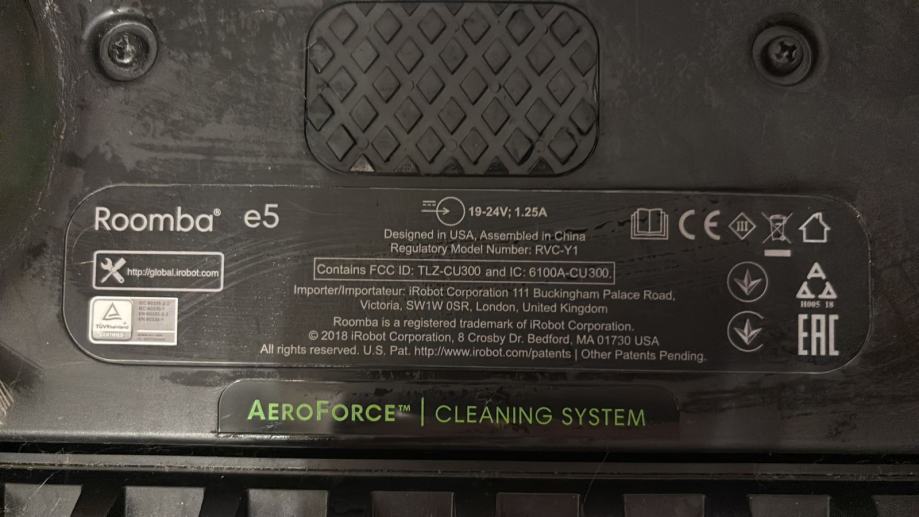 Roomba® e5
http://global.irobot.com
TÜVRheinland
CERTIFIED
19-24V; 1.25A
Designed in USA, Assembled in China
Regulatory Model Number: RVC-Y1
Contains FCC ID: TLZ-CU300 and IC: 6100A-CU300.
Importer/Importateur: iRobot Corporation 111 Buckingham Palace Road,
Victoria, SW1W 0SR, London, United Kingdom
Roomba is a registered trademark of iRobot Corporation.
© 2018 iRobot Corporation, 8 Crosby Dr. Bedford, MA 01730 USA
All rights reserved. U.S. Pat. http://www.irobot.com/patents | Other Patents Pending.
CE
III
H005 18
EAC
AEROFORCE™ | CLEANING SYSTEM